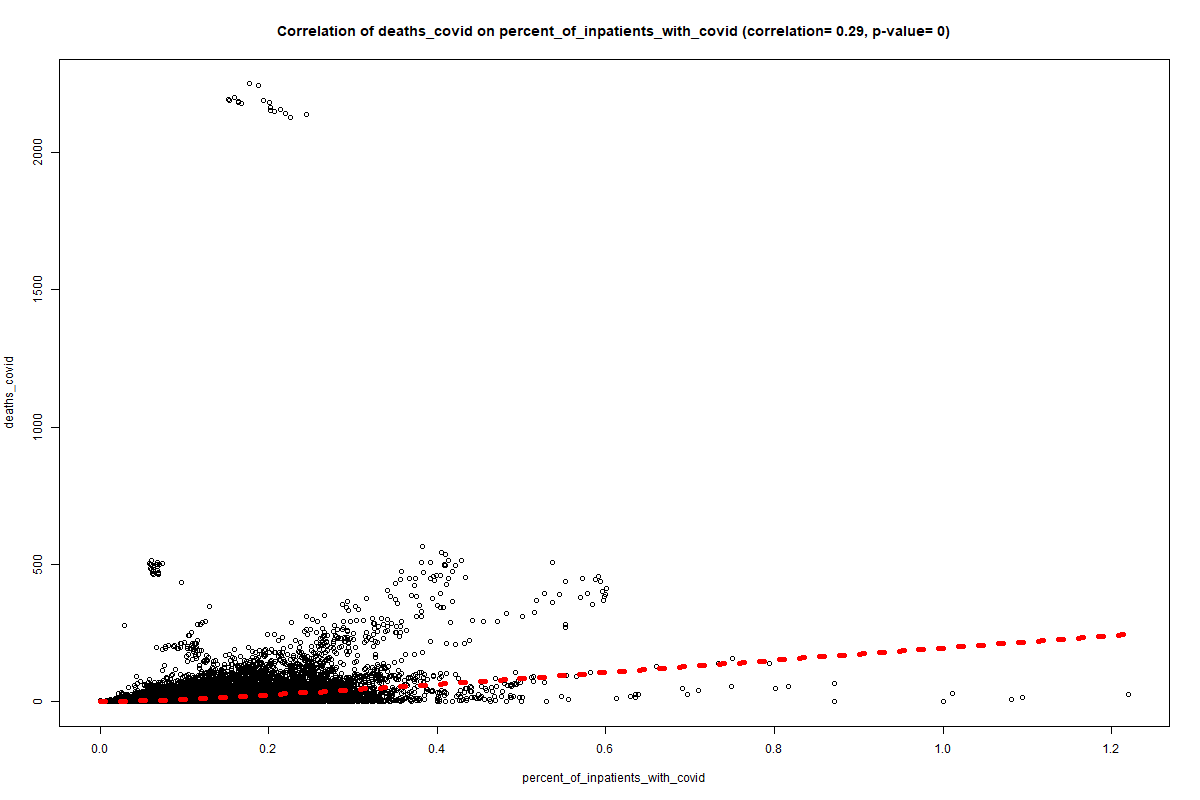 Correlation of deaths_covid on percent_of_inpatients_with_covid (correlation= 0.29, p-value= 0)
deaths_covid
2000
1500
1000
500
0
0.0 0.2 0.4 0.6 0.8 1.0 1.2
percent_of_inpatients_with_covid